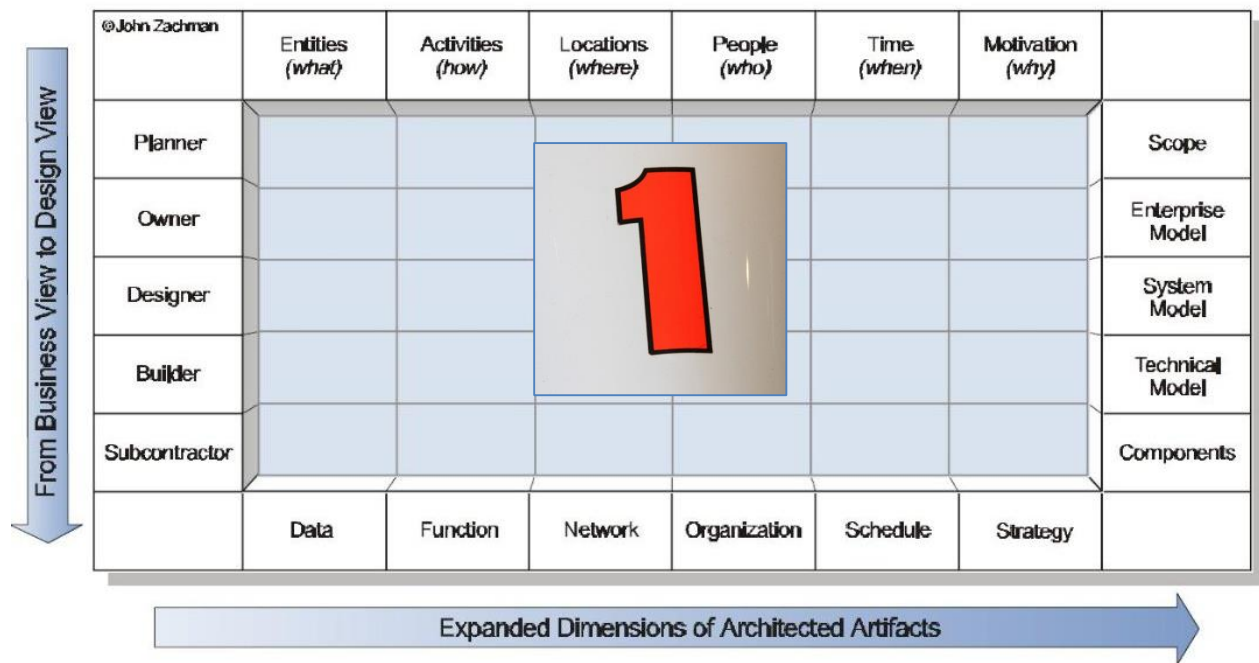 ©John Zachman
Entities
(what)
Activities
(how)
Locations
(where)
People
(who)
Time
(when)
Motivation
(why)
Planner
Scope
Owner
Enterprise
Model
Designer
System
Model
Builder
Technical
Model
Subcontractor
Components
Data
Function
Network
Organization
Schedule
Strategy
1
From Business View to Design View
Expanded Dimensions of Architected Artifacts